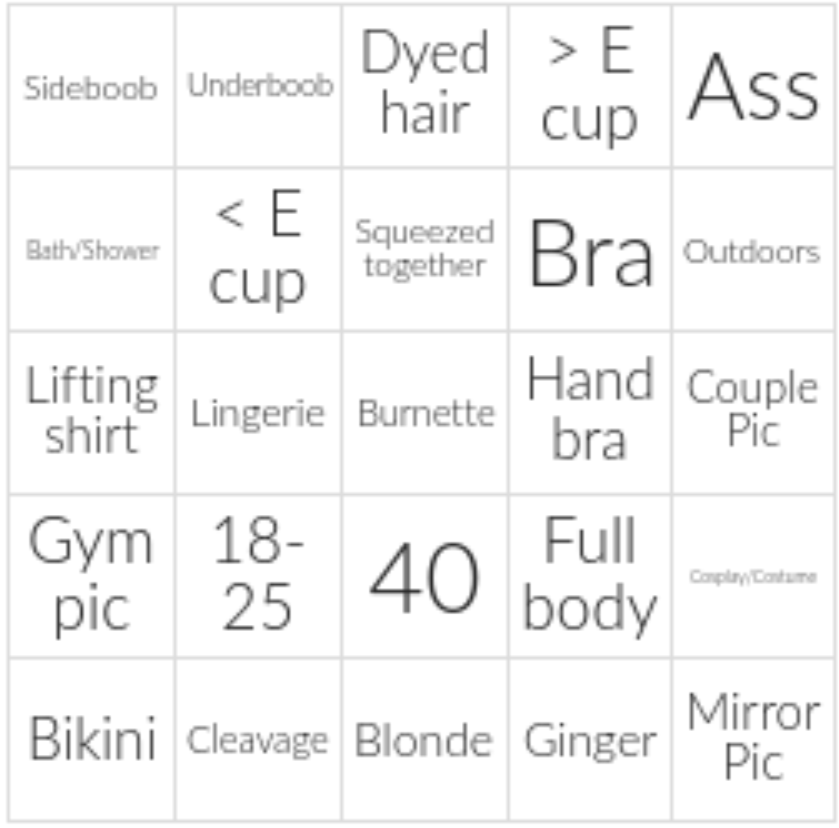 Sideboob
Underboob
Dyed
hair
> E
cup
Ass
Bath/Shower
< E
cup
Squeezed
together
Bra
Outdoors
Lifting
shirt
Lingerie
Burnette
Hand
bra
Couple
Pic
Gym
pic
18-
25
40
Full
body
Cosplay/Costume
Bikini
Cleavage
Blonde
Ginger
Mirror
Pic